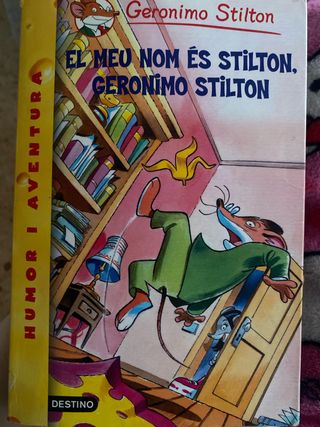 Geronimo Stilton
EL MEU NOM ÉS STILTON,
GERONIMO STILTON
HUMOR I AVENTURA
DESTINO